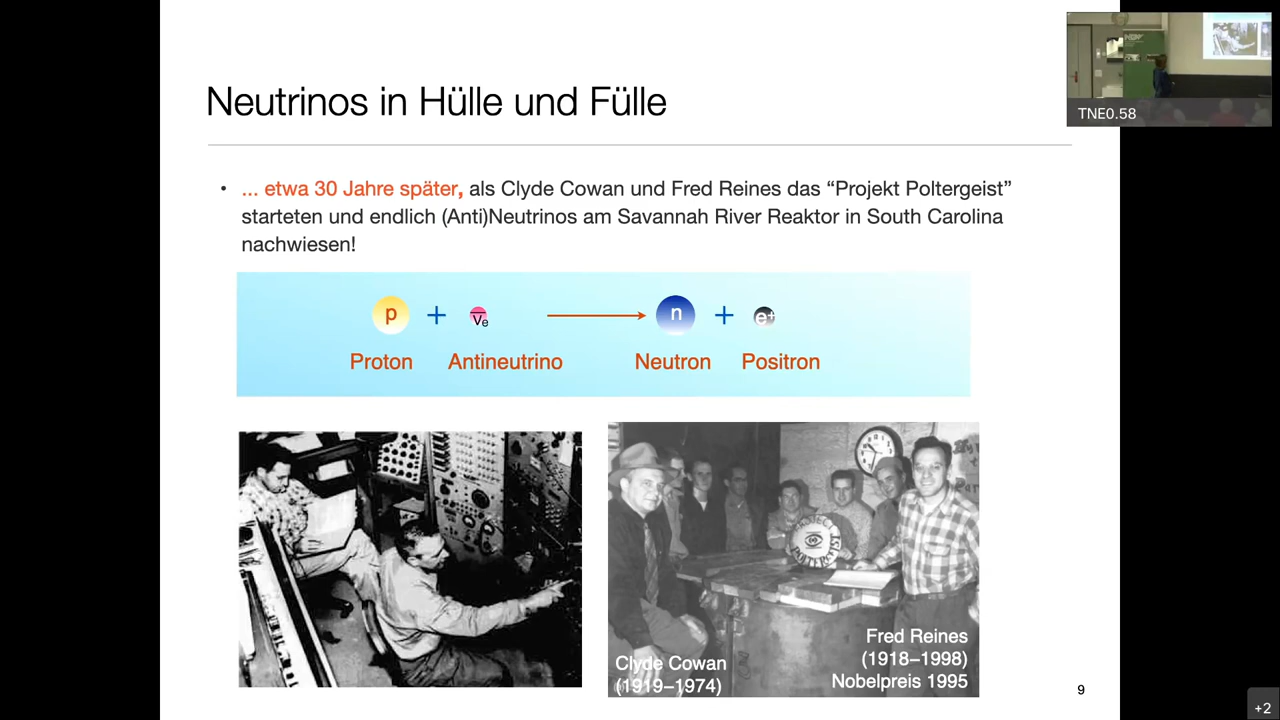 Neutrinos in Hülle und Fülle
TNE0.58
• ... etwa 30 Jahre später, als Clyde Cowan und Fred Reines das “Projekt Poltergeist”
starteten und endlich (Anti)Neutrinos am Savannah River Reaktor in South Carolina
nachwiesen!
p + ν̅e → n + e+
Proton Antineutrino Neutron Positron
PROJECT
POLTERGEIST
Clyde Cowan
(1919–1974)
Fred Reines
(1918–1998)
Nobelpreis 1995
9
+2